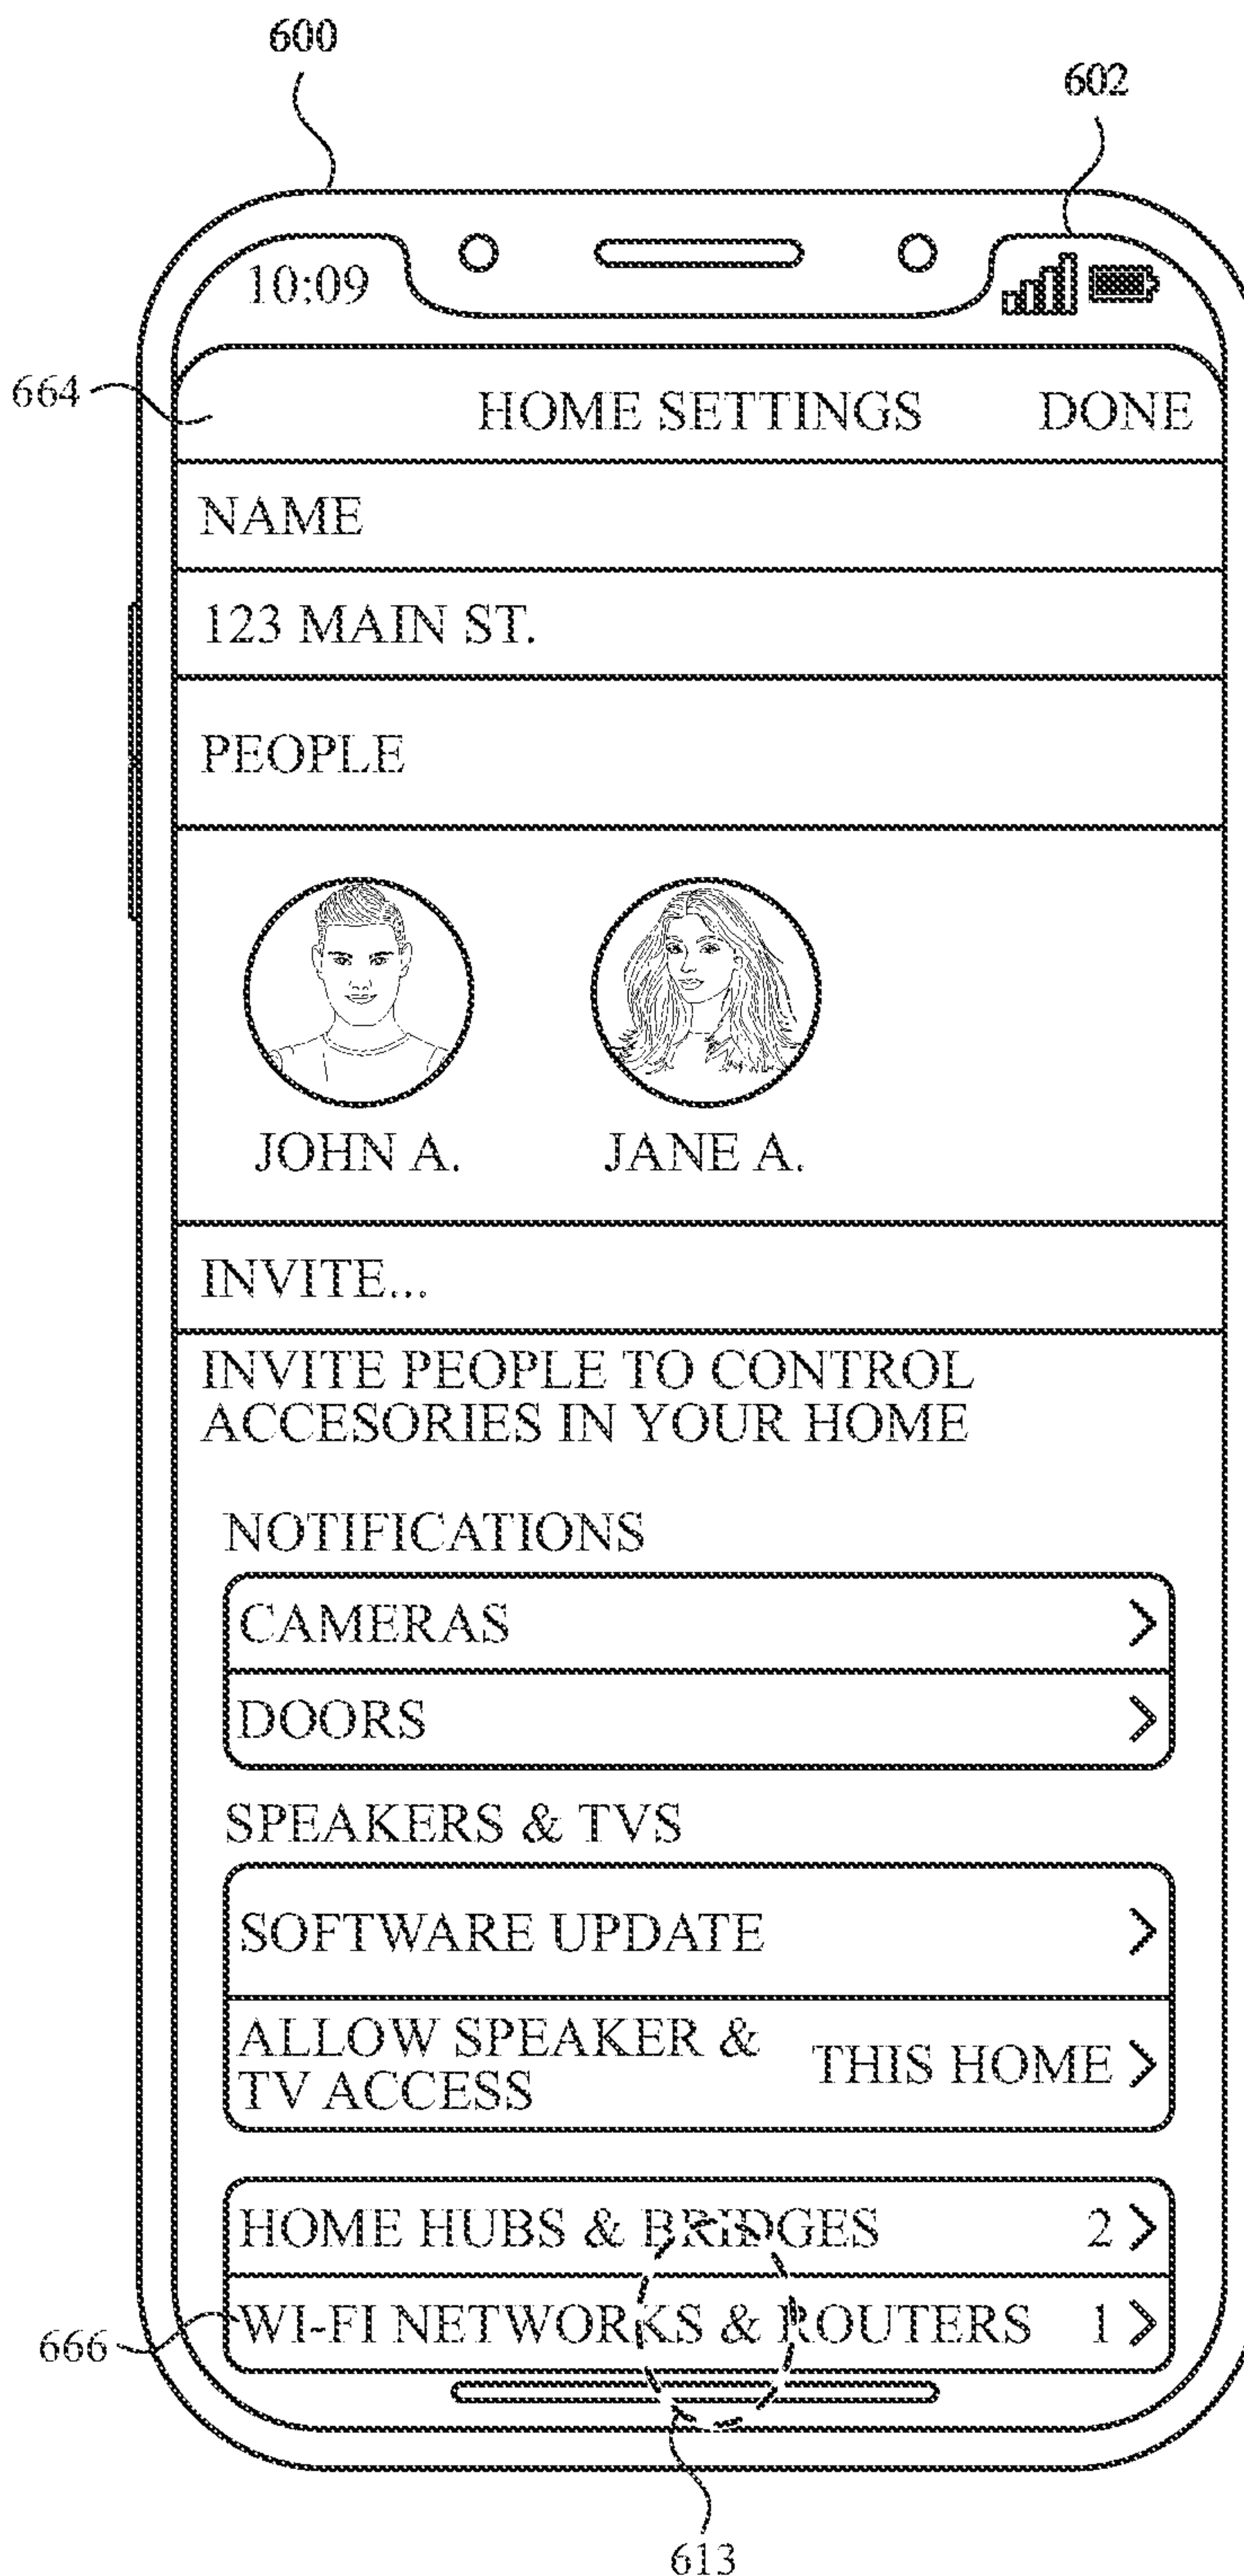 600
602
10:09
664
HOME SETTINGS DONE
NAME
123 MAIN ST.
PEOPLE
JOHN A. JANE A.
INVITE...
INVITE PEOPLE TO CONTROL
ACCESORIES IN YOUR HOME
NOTIFICATIONS
CAMERAS >
DOORS >
SPEAKERS & TVS
SOFTWARE UPDATE >
ALLOW SPEAKER &
TV ACCESS
THIS HOME >
HOME HUBS & BRIDGES 2 >
666
WI-FI NETWORKS & ROUTERS 1 >
613